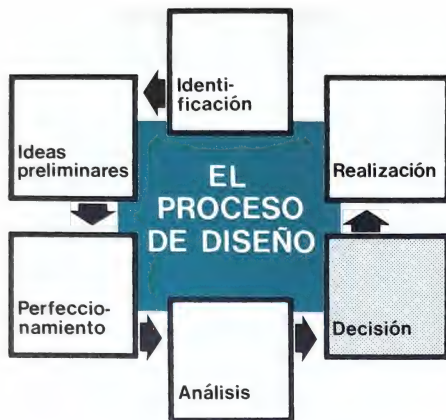 EL
PROCESO
DE DISEÑO
Identi-
ficación
Ideas
preliminares
Perfeccio-
namiento
Análisis
Decisión
Realización